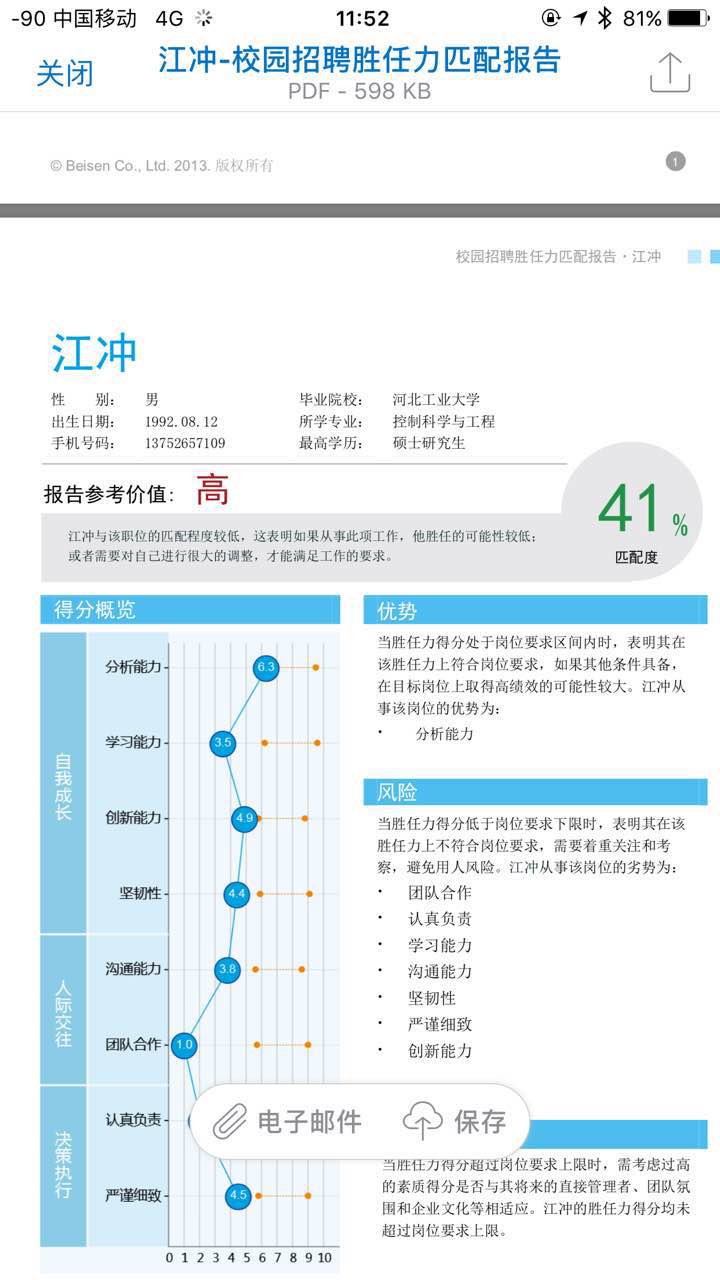 -90 中国移动 4G 11:52 81%
关闭
江冲-校园招聘胜任力匹配报告
PDF - 598 KB
© Beisen Co., Ltd. 2013. 版权所有
1
校园招聘胜任力匹配报告·江冲
江冲
性 别： 男 毕业院校： 河北工业大学
出生日期： 1992.08.12 所学专业： 控制科学与工程
手机号码： 13752657109 最高学历： 硕士研究生
报告参考价值： 高
41 %
匹配度
江冲与该职位的匹配程度较低，这表明如果从事此项工作，他胜任的可能性较低；
或者需要对自己进行很大的调整，才能满足工作的要求。
得分概览
自我成长
分析能力 6.3
学习能力 3.5
创新能力 4.9
坚韧性 4.4
人际交往
沟通能力 3.8
团队合作 1.0
决策执行
认真负责
严谨细致 4.5
0 1 2 3 4 5 6 7 8 9 10
优势
当胜任力得分处于岗位要求区间内时，表明其在
该胜任力上符合岗位要求，如果其他条件具备，
在目标岗位上取得高绩效的可能性较大。江冲从
事该岗位的优势为：
· 分析能力
风险
当胜任力得分低于岗位要求下限时，表明其在该
胜任力上不符合岗位要求，需要着重关注和考
察，避免用人风险。江冲从事该岗位的劣势为：
· 团队合作
· 认真负责
· 学习能力
· 沟通能力
· 坚韧性
· 严谨细致
· 创新能力
电子邮件 保存
当胜任力得分超过岗位要求上限时，需考虑过高
的素质得分是否与其将来的直接管理者、团队氛
围和企业文化等相适应。江冲的胜任力得分均未
超过岗位要求上限。